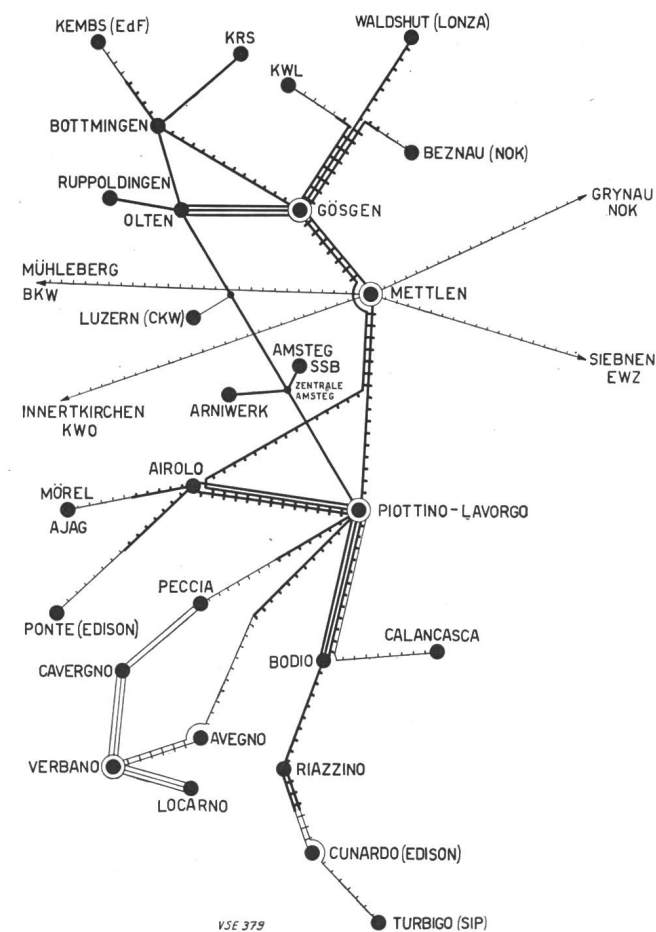 WALDSHUT (LONZA)
KEMBS (EdF)
KRS
KWL
BOTTMINGEN
BEZNAU (NOK)
RUPPOLDINGEN
OLTEN
GÖSGEN
GRYNAU
NOK
MÜHLEBERG
BKW
METTLEN
LUZERN (CKW)
AMSTEG
SSB
ZENTRALE
AMSTEG
SIEBNEN
EWZ
ARNIWERK
INNERTKIRCHEN
KWO
AIROLO
MÖREL
AJAG
PIOTTINO-LAVORGO
PECCIA
PONTE (EDISON)
CALANCASCA
BODIO
CAVERGNO
AVEGNO
VERBANO
RIAZZINO
LOCARNO
CUNARDO (EDISON)
TURBIGO (SIP)
VSE 379